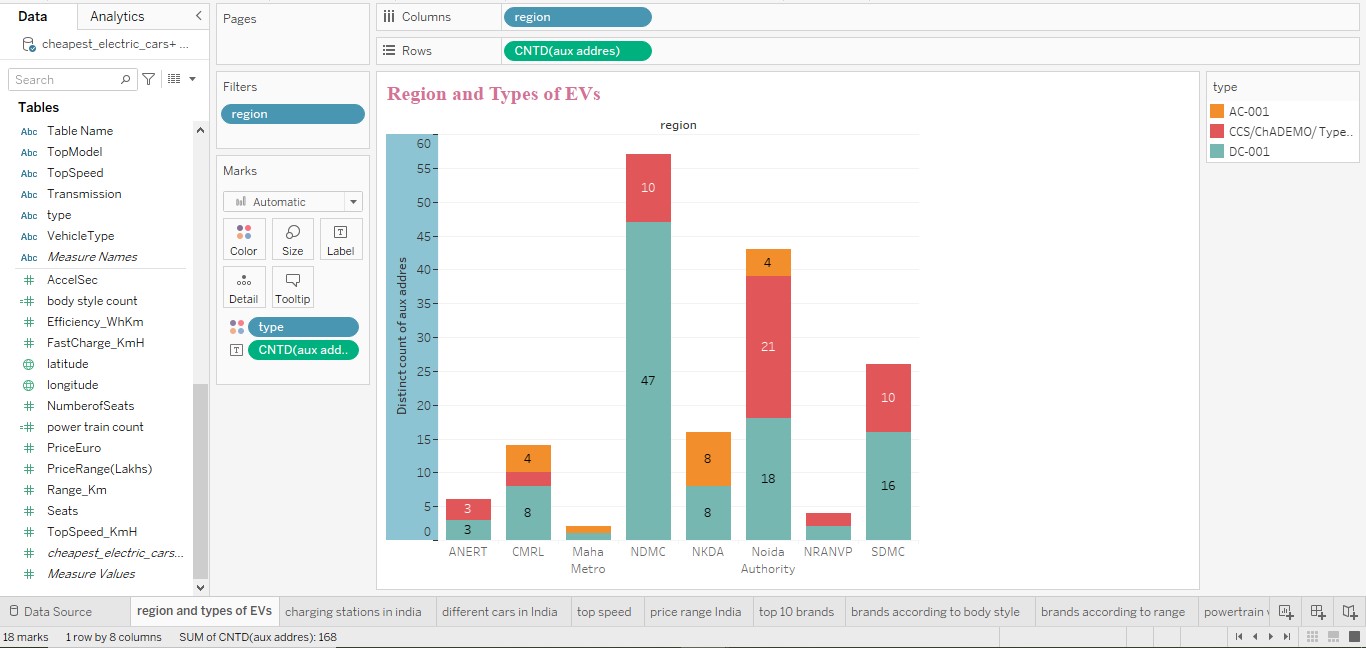 Data
Analytics
cheapest_electric_cars+ ...
Search
Tables
Abc Table Name
Abc TopModel
Abc TopSpeed
Abc Transmission
Abc type
Abc VehicleType
Abc Measure Names
# AccelSec
=# body style count
# Efficiency_WhKm
# FastCharge_KmH
latitude
longitude
# NumberofSeats
=# power train count
# PriceEuro
# PriceRange(Lakhs)
# Range_Km
# Seats
# TopSpeed_KmH
# cheapest_electric_cars...
# Measure Values
Pages
Filters
region
Marks
Automatic
Color
Size
T
Label
Detail
Tooltip
type
T
CNTD(aux add..
Columns
region
Rows
CNTD(aux addres)
Region and Types of EVs
region
Distinct count of aux addres
60
55
50
45
40
35
30
25
20
15
10
5
0
3
3
4
8
10
47
8
8
4
21
18
10
16
ANERT
CMRL
Maha
Metro
NDMC
NKDA
Noida
Authority
NRANVP
SDMC
type
AC-001
CCS/ChADEMO/ Type..
DC-001
Data Source
region and types of EVs
charging stations in india
different cars in India
top speed
price range India
top 10 brands
brands according to body style
brands according to range
powertrain
18 marks
1 row by 8 columns
SUM of CNTD(aux addres): 168